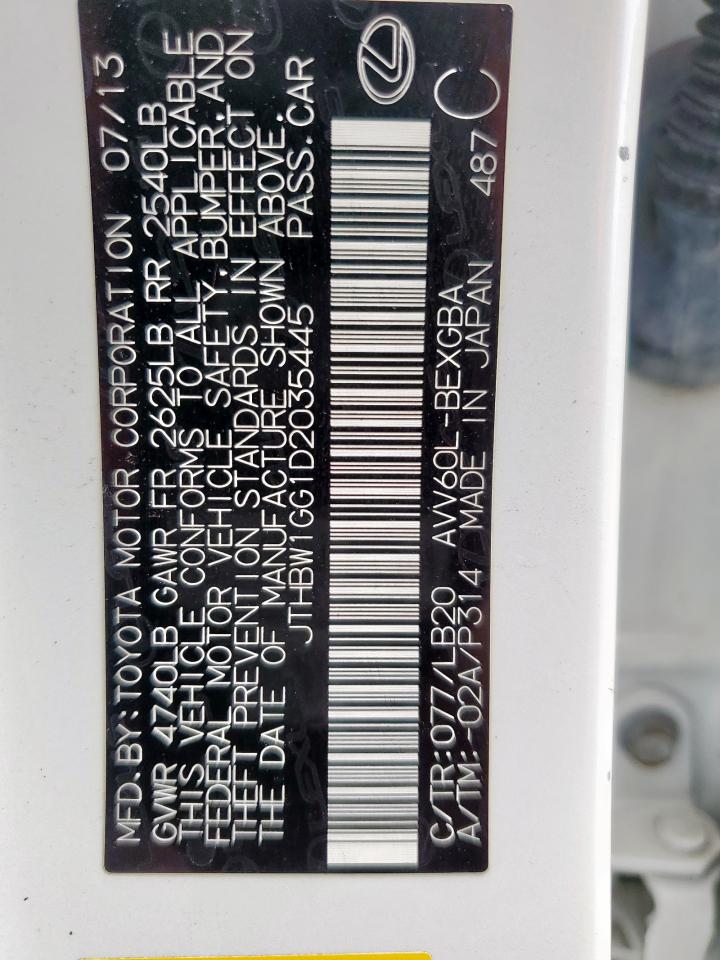 MFD.BY:TOYOTA MOTOR CORPORATION 07/13
GVWR 4740LB GAWR FR 2625LB RR 2540LB
THIS VEHICLE CONFORMS TO ALL APPLICABLE
FEDERAL MOTOR VEHICLE SAFETY, BUMPER, AND
THEFT PREVENTION STANDARDS IN EFFECT ON
THE DATE OF MANUFACTURE SHOWN ABOVE.
JTHBW1GG1D2035445 PASS.CAR
C/TR:077/LB20 AVV60L-BEXGBA
A/TM:-02A/P314 MADE IN JAPAN 487 C